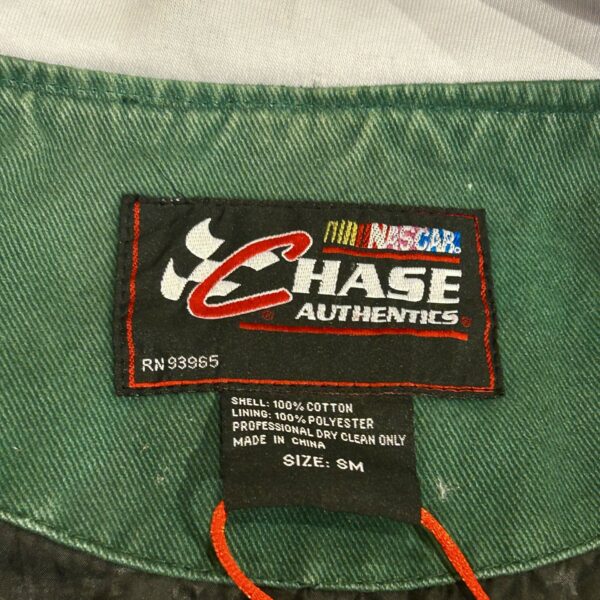 NASCAR®
CHASE
AUTHENTICS®
RN 93965
SHELL: 100% COTTON
LINING: 100% POLYESTER
PROFESSIONAL DRY CLEAN ONLY
MADE IN CHINA
SIZE: SM